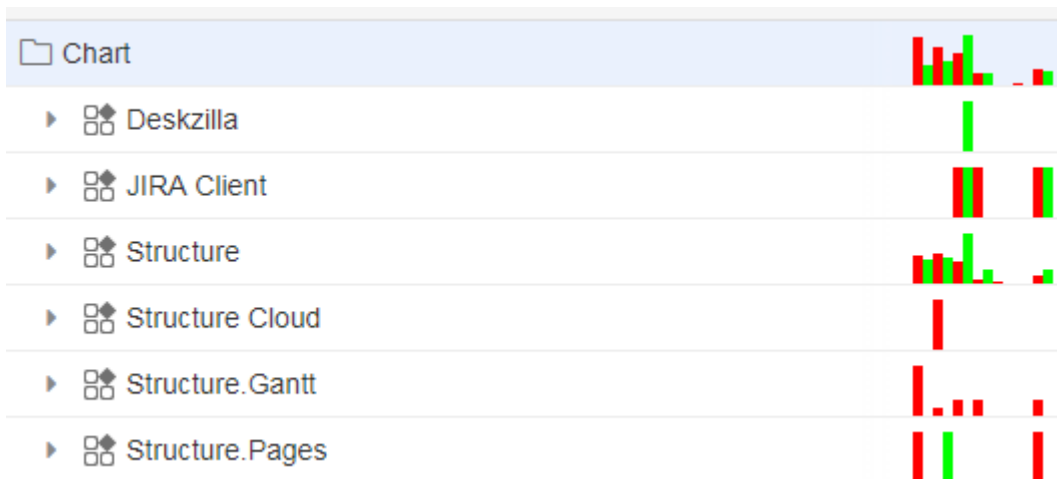 Chart
Deskzilla
JIRA Client
Structure
Structure Cloud
Structure.Gantt
Structure.Pages